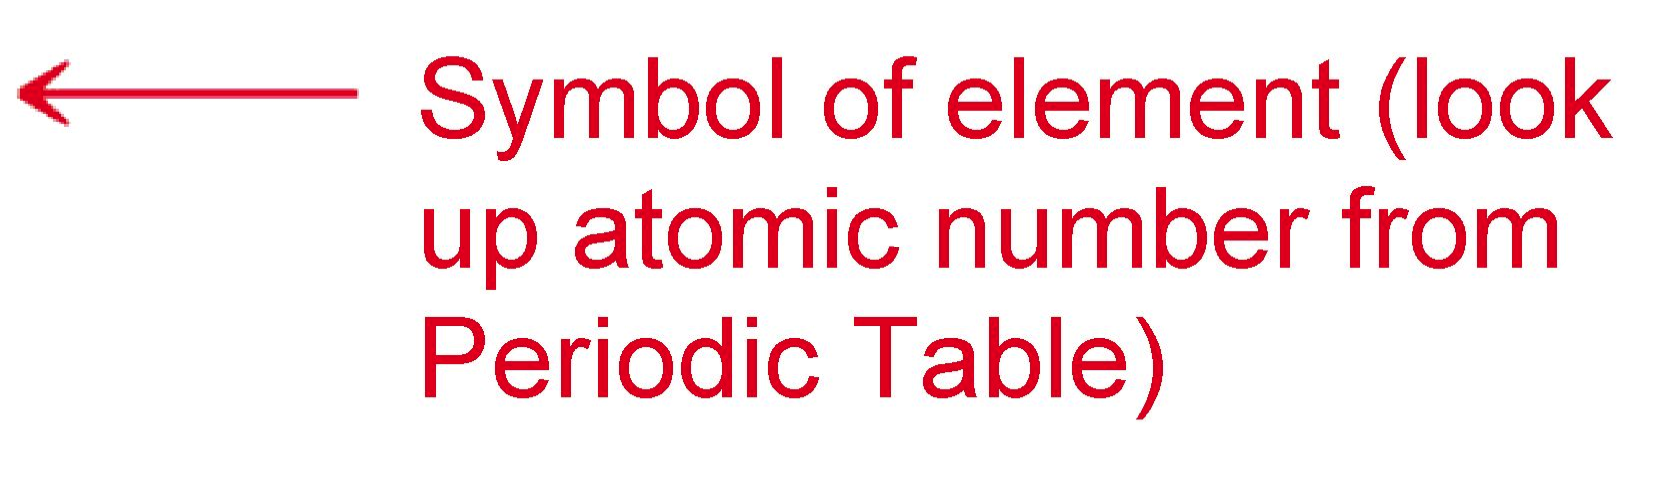 Symbol of element (look
up atomic number from
Periodic Table)